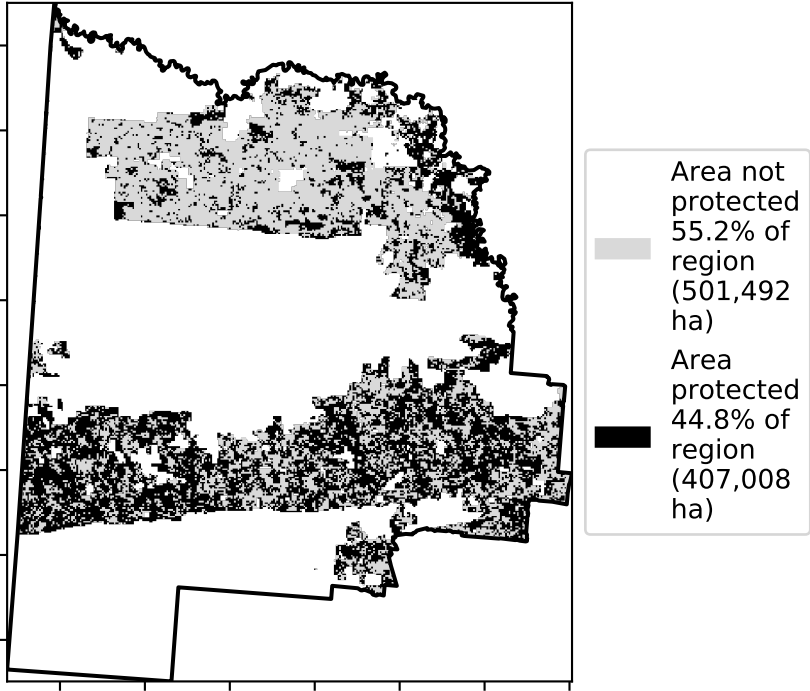 Area not
protected
55.2% of
region
(501,492
ha)
Area
protected
44.8% of
region
(407,008
ha)